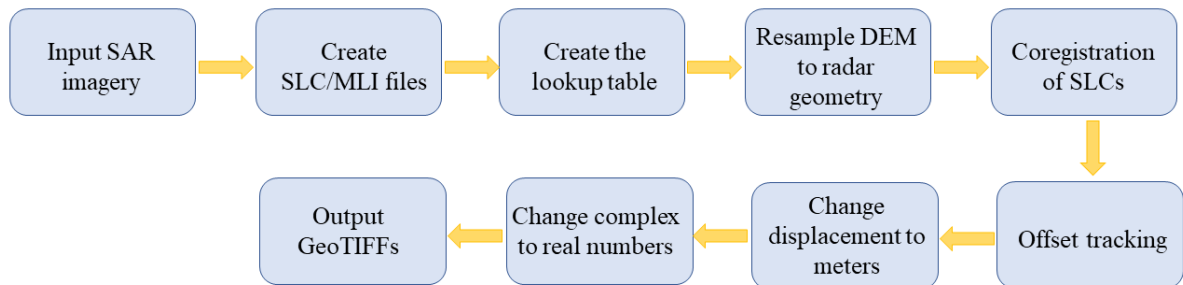 Input SAR
imagery
Create
SLC/MLI files
Create the
lookup table
Resample DEM
to radar
geometry
Coregistration
of SLCs
Offset tracking
Change
displacement to
meters
Change complex
to real numbers
Output
GeoTIFFs